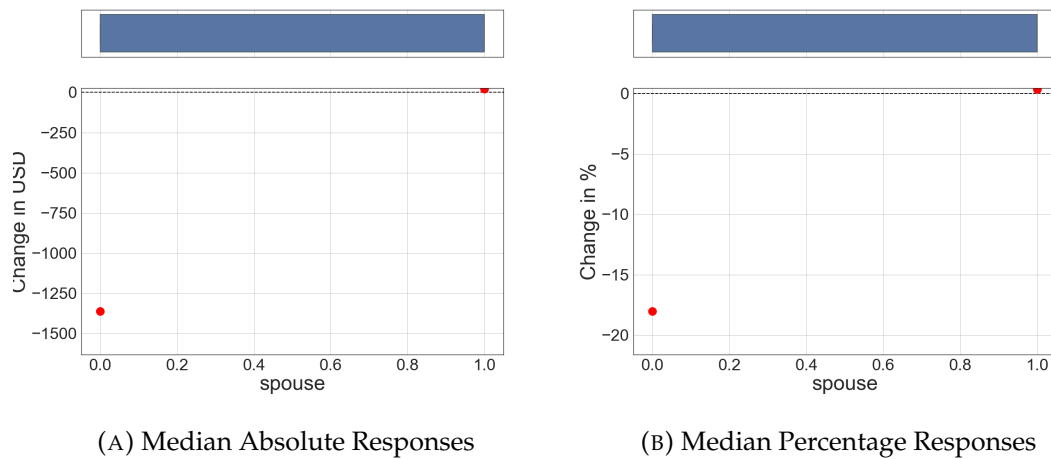 0
−250
−500
−750
−1000
−1250
−1500
Change in USD
0.0 0.2 0.4 0.6 0.8 1.0
spouse
(A) Median Absolute Responses
0
−5
−10
−15
−20
Change in %
0.0 0.2 0.4 0.6 0.8 1.0
spouse
(B) Median Percentage Responses